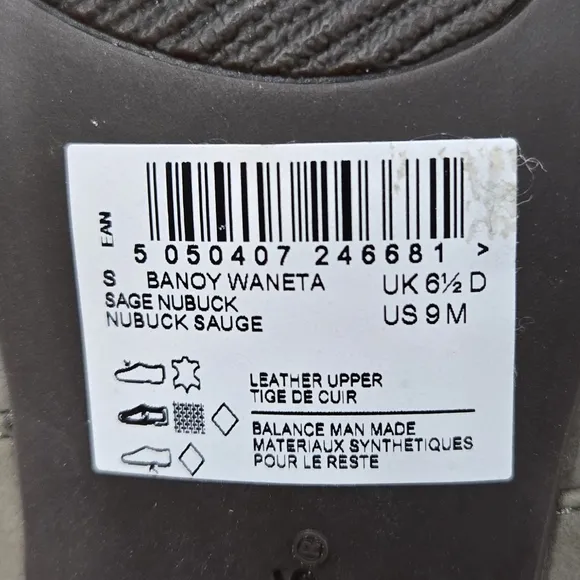 EAN
5 050407 246681 >
S BANOY WANETA UK 6½ D
SAGE NUBUCK US 9 M
NUBUCK SAUGE
LEATHER UPPER
TIGE DE CUIR
BALANCE MAN MADE
MATERIAUX SYNTHÉTIQUES
POUR LE RESTE